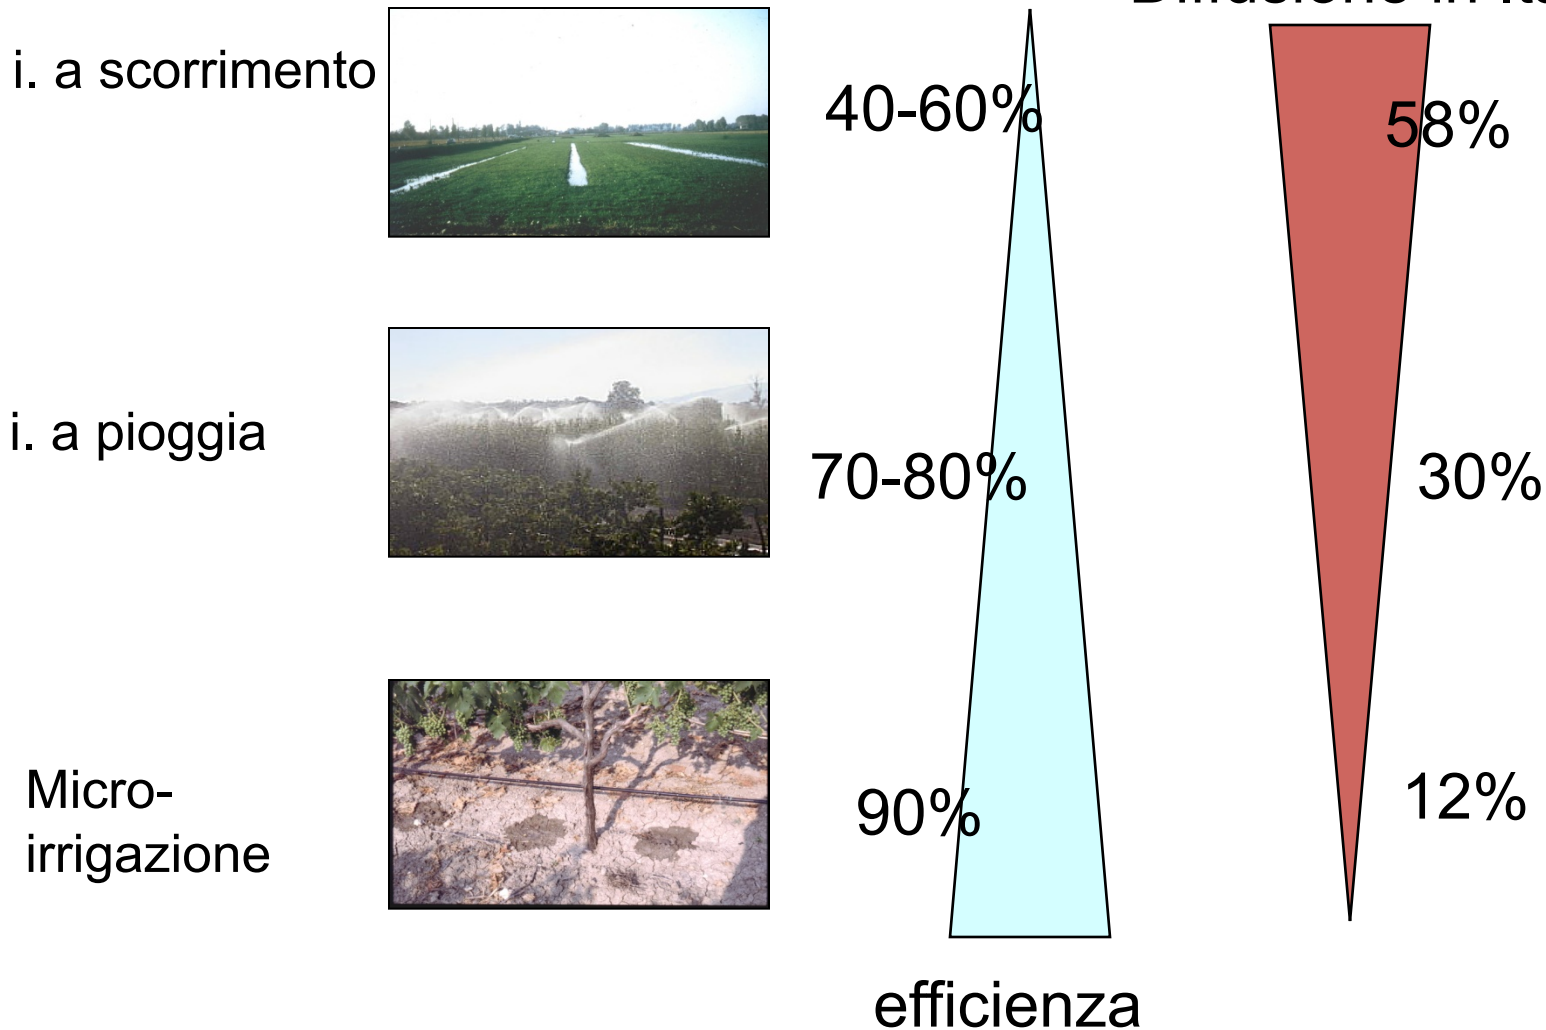 i. a scorrimento
40-60%
58%
i. a pioggia
70-80%
30%
Micro-
irrigazione
90%
12%
efficienza